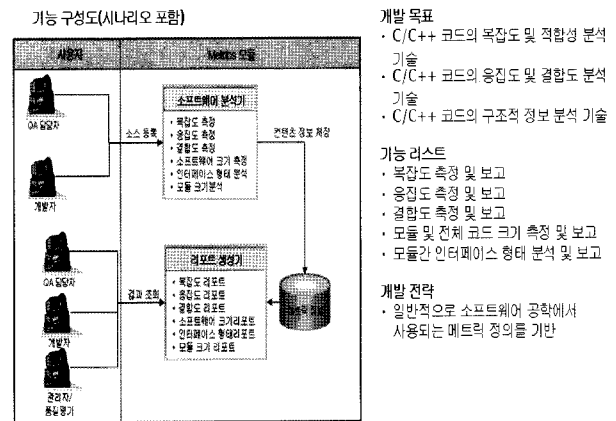 기능 구성도(시나리오 포함)
사용자
Metrics 모듈
QA 담당자
개발자
소스 등록
소프트웨어 분석기
• 복잡도 측정
• 응집도 측정
• 결합도 측정
• 소프트웨어 크기 측정
• 인터페이스 형태 분석
• 모듈 크기분석
컨텐츠 정보 저장
QA 담당자
개발자
관리자/
품질평가
결과 조회
리포트 생성기
• 복잡도 리포트
• 응집도 리포트
• 결합도 리포트
• 소프트웨어 크기리포트
• 인터페이스 형태리포트
• 모듈 크기 리포트
개발 목표
· C/C++ 코드의 복잡도 및 적합성 분석
기술
· C/C++ 코드의 응집도 및 결합도 분석
기술
· C/C++ 코드의 구조적 정보 분석 기술
기능 리스트
· 복잡도 측정 및 보고
· 응집도 측정 및 보고
· 결합도 측정 및 보고
· 모듈 및 전체 코드 크기 측정 및 보고
· 모듈간 인터페이스 형태 분석 및 보고
개발 전략
· 일반적으로 소프트웨어 공학에서
사용되는 메트릭 정의를 기반